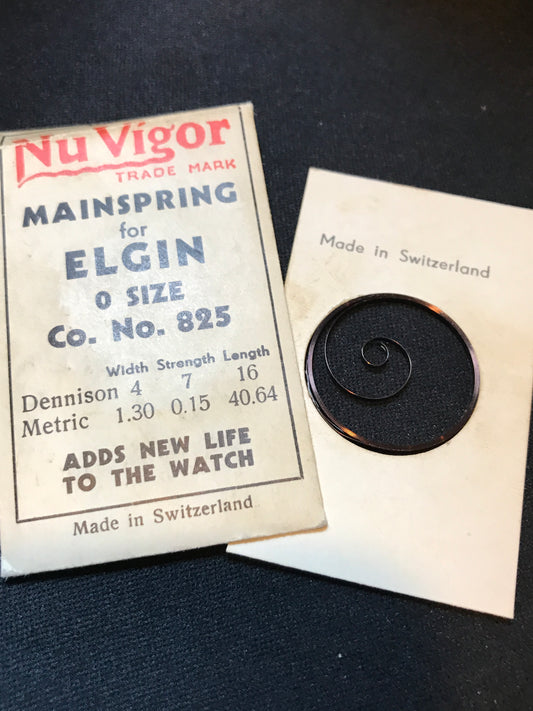 Nu Vigor
TRADE MARK
MAINSPRING
for
ELGIN
0 SIZE
Co. No. 825
Width Strength Length
Dennison 4 7 16
Metric 1.30 0.15 40.64
ADDS NEW LIFE
TO THE WATCH
Made in Switzerland
Made in Switzerland